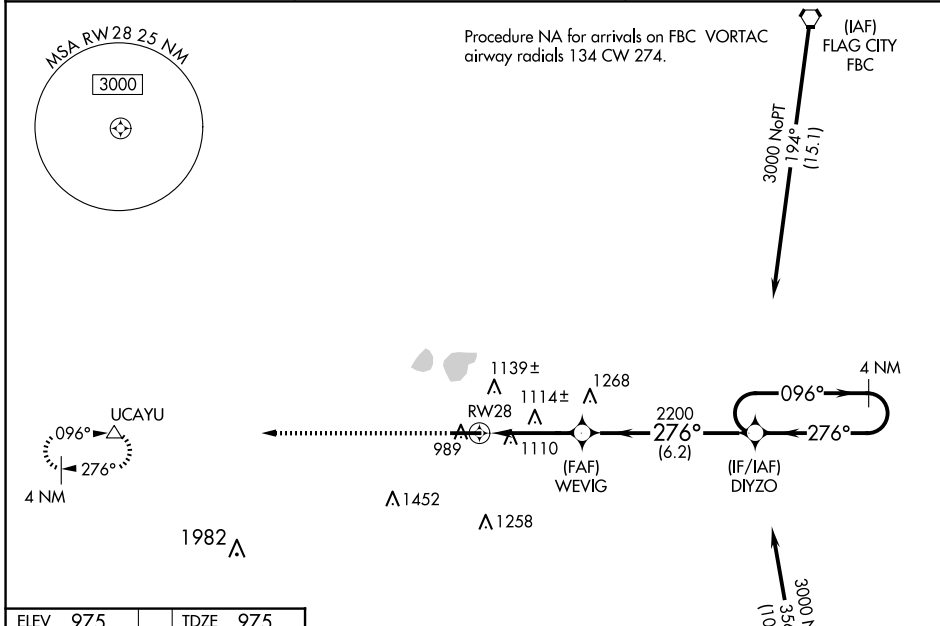 MSA RW28 25 NM
3000
Procedure NA for arrivals on FBC VORTAC
airway radials 134 CW 274.
(IAF)
FLAG CITY
FBC
3000 NoPT
194°
(15.1)
4 NM
096°
276°
1139±
1114±
1268
RW28
989
1110
2200
276°
(6.2)
(FAF)
WEVIG
(IF/IAF)
DIYZO
UCAYU
096°
276°
4 NM
1452
1258
1982
3000
ELEV 975
TDZE 975